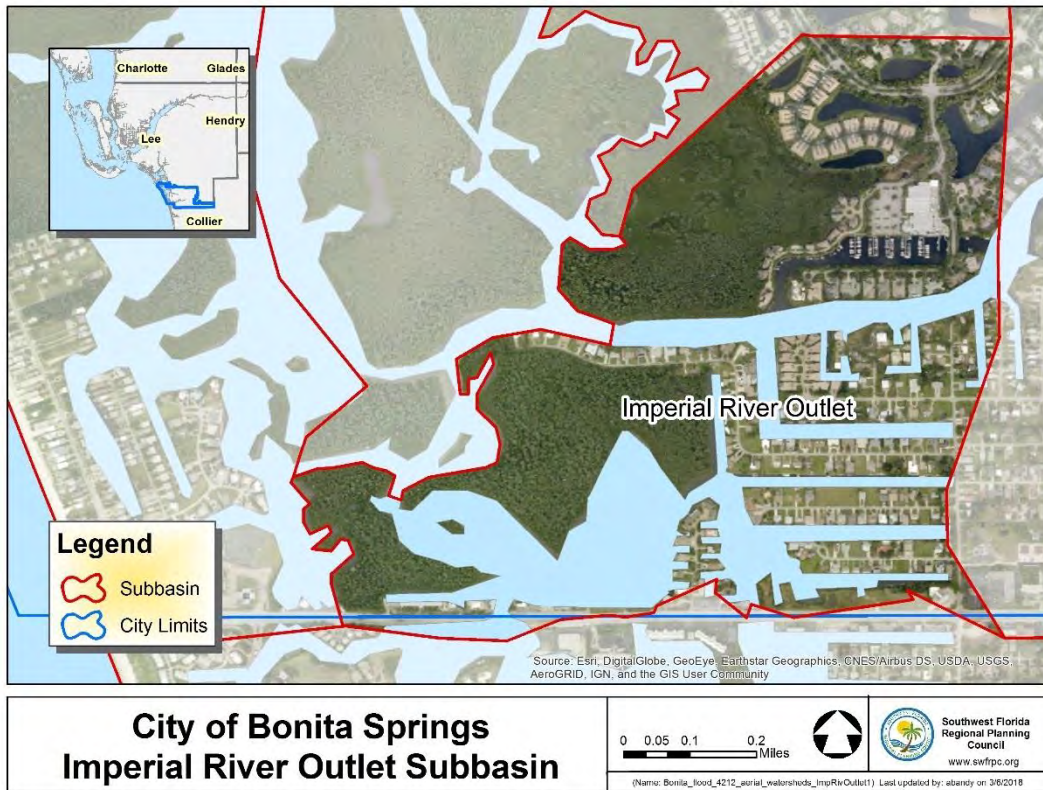 Charlotte
Glades
Hendry
Lee
Collier
Imperial River Outlet
Legend
Subbasin
City Limits
Source: Esri, DigitalGlobe, GeoEye, Earthstar Geographics, CNES/Airbus DS, USDA, USGS,
AeroGRID, IGN, and the GIS User Community
City of Bonita Springs
Imperial River Outlet Subbasin
0 0.05 0.1 0.2
Miles
Southwest Florida
Regional Planning
Council
www.swfrpc.org
(Name: Bonita_flood_4212_aerial_watersheds_ImpRivOutlet1) Last updated by: abandy on 3/6/2018